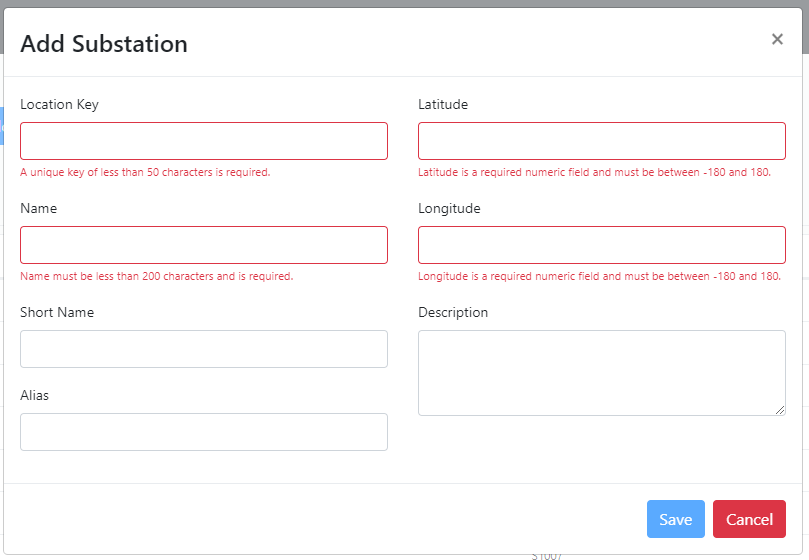 Add Substation
×
Location Key
A unique key of less than 50 characters is required.
Name
Name must be less than 200 characters and is required.
Short Name
Alias
Latitude
Latitude is a required numeric field and must be between -180 and 180.
Longitude
Longitude is a required numeric field and must be between -180 and 180.
Description
Save
Cancel